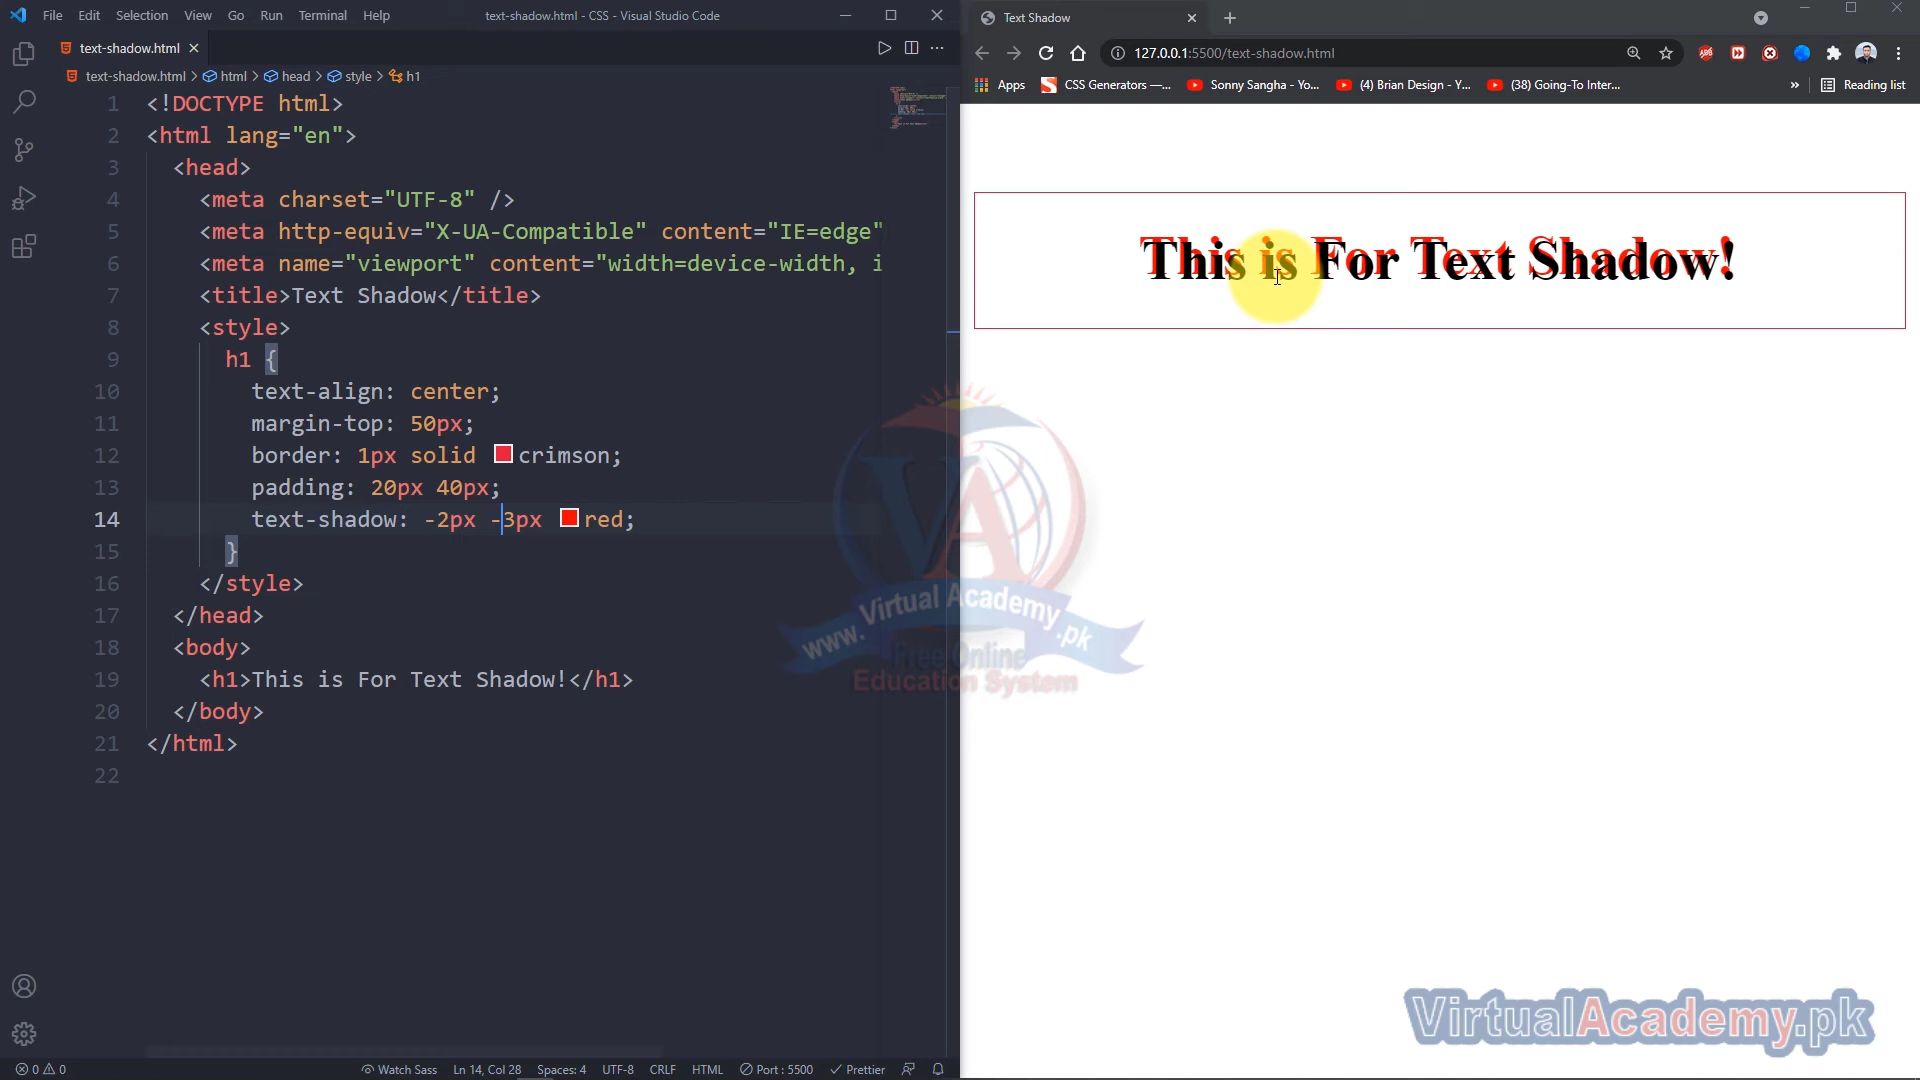 File Edit Selection View Go Run Terminal Help
text-shadow.html - CSS - Visual Studio Code
text-shadow.html
text-shadow.html > html > head > style > h1
1 <!DOCTYPE html>
2 <html lang="en">
3 <head>
4 <meta charset="UTF-8" />
5 <meta http-equiv="X-UA-Compatible" content="IE=edge"
6 <meta name="viewport" content="width=device-width, i
7 <title>Text Shadow</title>
8 <style>
9 h1 {
10 text-align: center;
11 margin-top: 50px;
12 border: 1px solid crimson;
13 padding: 20px 40px;
14 text-shadow: -2px -3px red;
15 }
16 </style>
17 </head>
18 <body>
19 <h1>This is For Text Shadow!</h1>
20 </body>
21 </html>
22
0 0 Watch Sass Ln 14, Col 28 Spaces: 4 UTF-8 CRLF HTML Port : 5500 Prettier
Text Shadow
127.0.0.1:5500/text-shadow.html
Apps CSS Generators —... Sonny Sangha - Yo... (4) Brian Design - Y... (38) Going-To Inter... » Reading list
This is For Text Shadow!
VA
www.VirtualAcademy.pk
Free Online
Education System
VirtualAcademy.pk